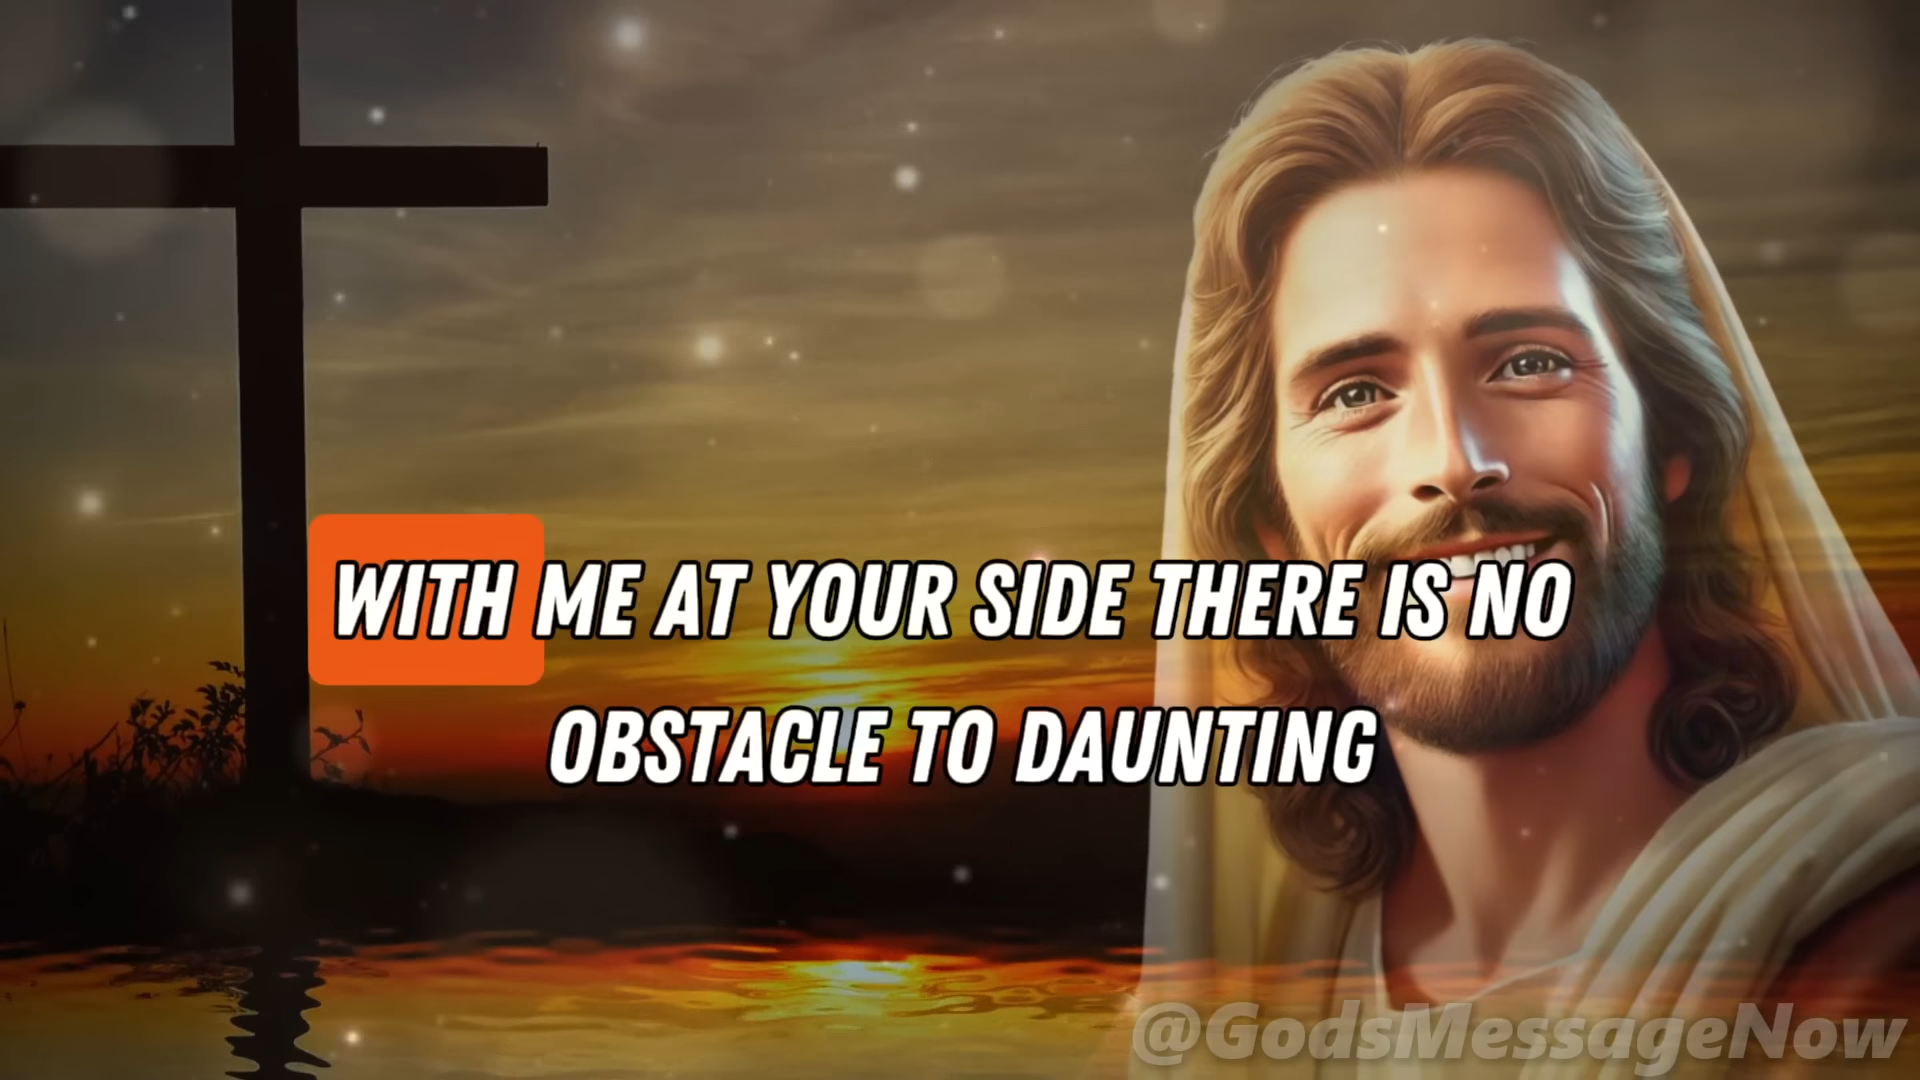 WITH ME AT YOUR SIDE THERE IS NO
OBSTACLE TO DAUNTING
@GodsMessageNow